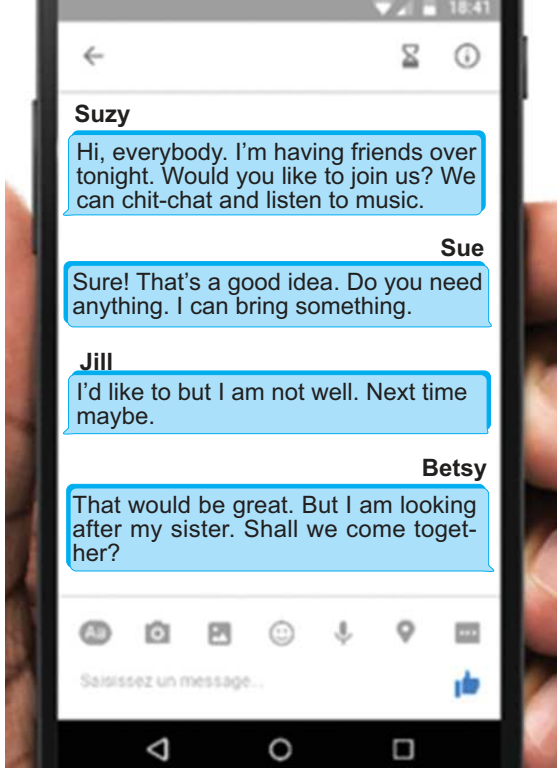 18:41
Suzy
Hi, everybody. I'm having friends over
tonight. Would you like to join us? We
can chit-chat and listen to music.
Sue
Sure! That's a good idea. Do you need
anything. I can bring something.
Jill
I'd like to but I am not well. Next time
maybe.
Betsy
That would be great. But I am looking
after my sister. Shall we come toget-
her?
Aa
Saisissez un message...